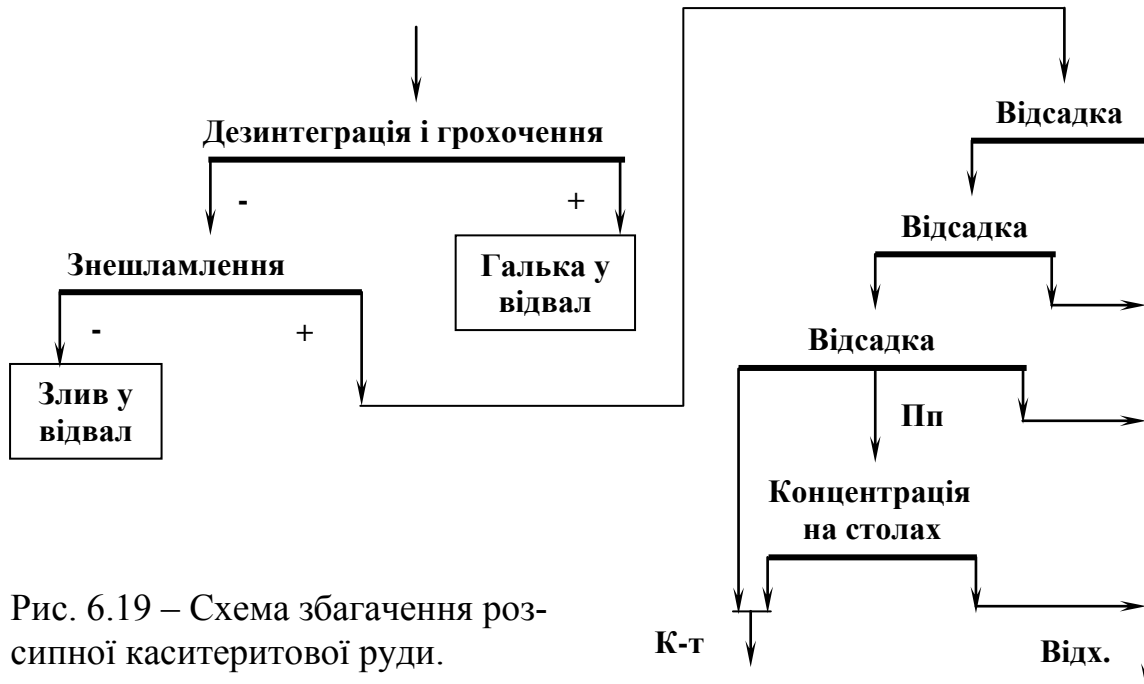 Дезинтеграція і грохочення
-
+
Знешламлення
-
+
Галька у
відвал
Злив у
відвал
Відсадка
Відсадка
Відсадка
Пп
Концентрація
на столах
К-т
Відх.
Рис. 6.19 – Схема збагачення роз-
сипної каситеритової руди.